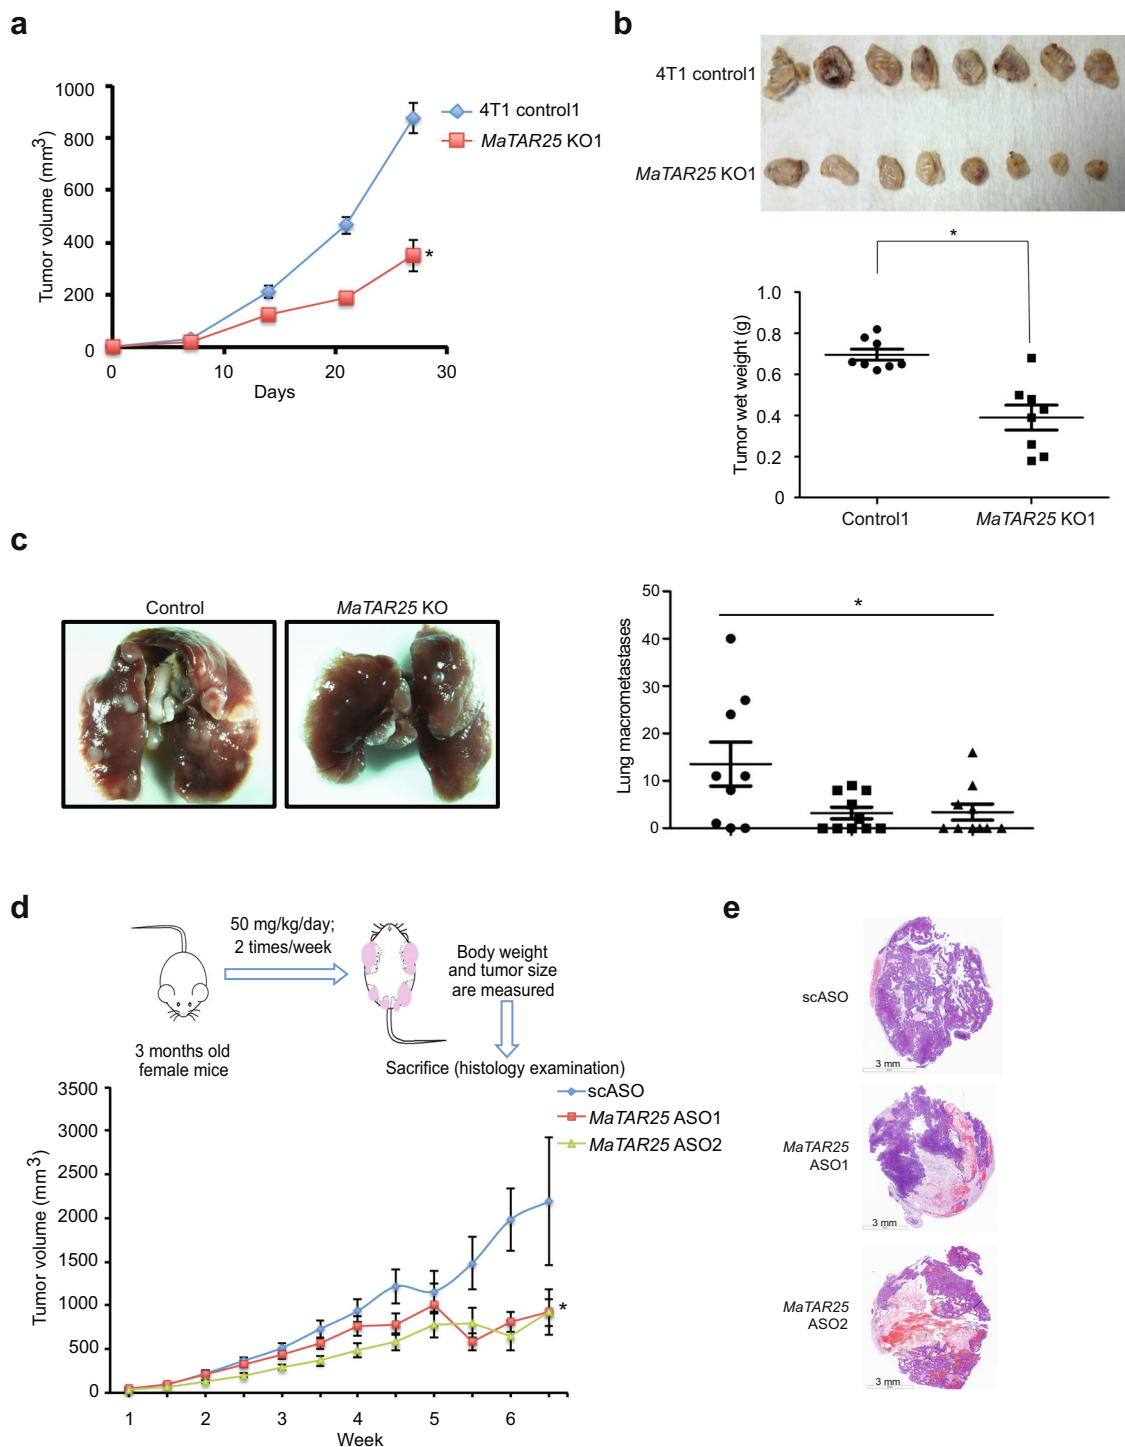 a
1000
800
600
400
200
0
Tumor volume (mm3)
0 10 20 30
Days
4T1 control1
MaTAR25 KO1
*
b
4T1 control1
MaTAR25 KO1
*
1.0
0.8
0.6
0.4
0.2
0
Tumor wet weight (g)
Control1 MaTAR25 KO1
c
Control MaTAR25 KO
50
40
30
20
10
0
Lung macrometastases
*
d
50 mg/kg/day;
2 times/week
3 months old
female mice
Body weight
and tumor size
are measured
Sacrifice (histology examination)
scASO
MaTAR25 ASO1
MaTAR25 ASO2
3500
3000
2500
2000
1500
1000
500
0
Tumor volume (mm3)
*
1 2 3 4 5 6
Week
e
scASO
3 mm
MaTAR25
ASO1
3 mm
MaTAR25
ASO2
3 mm